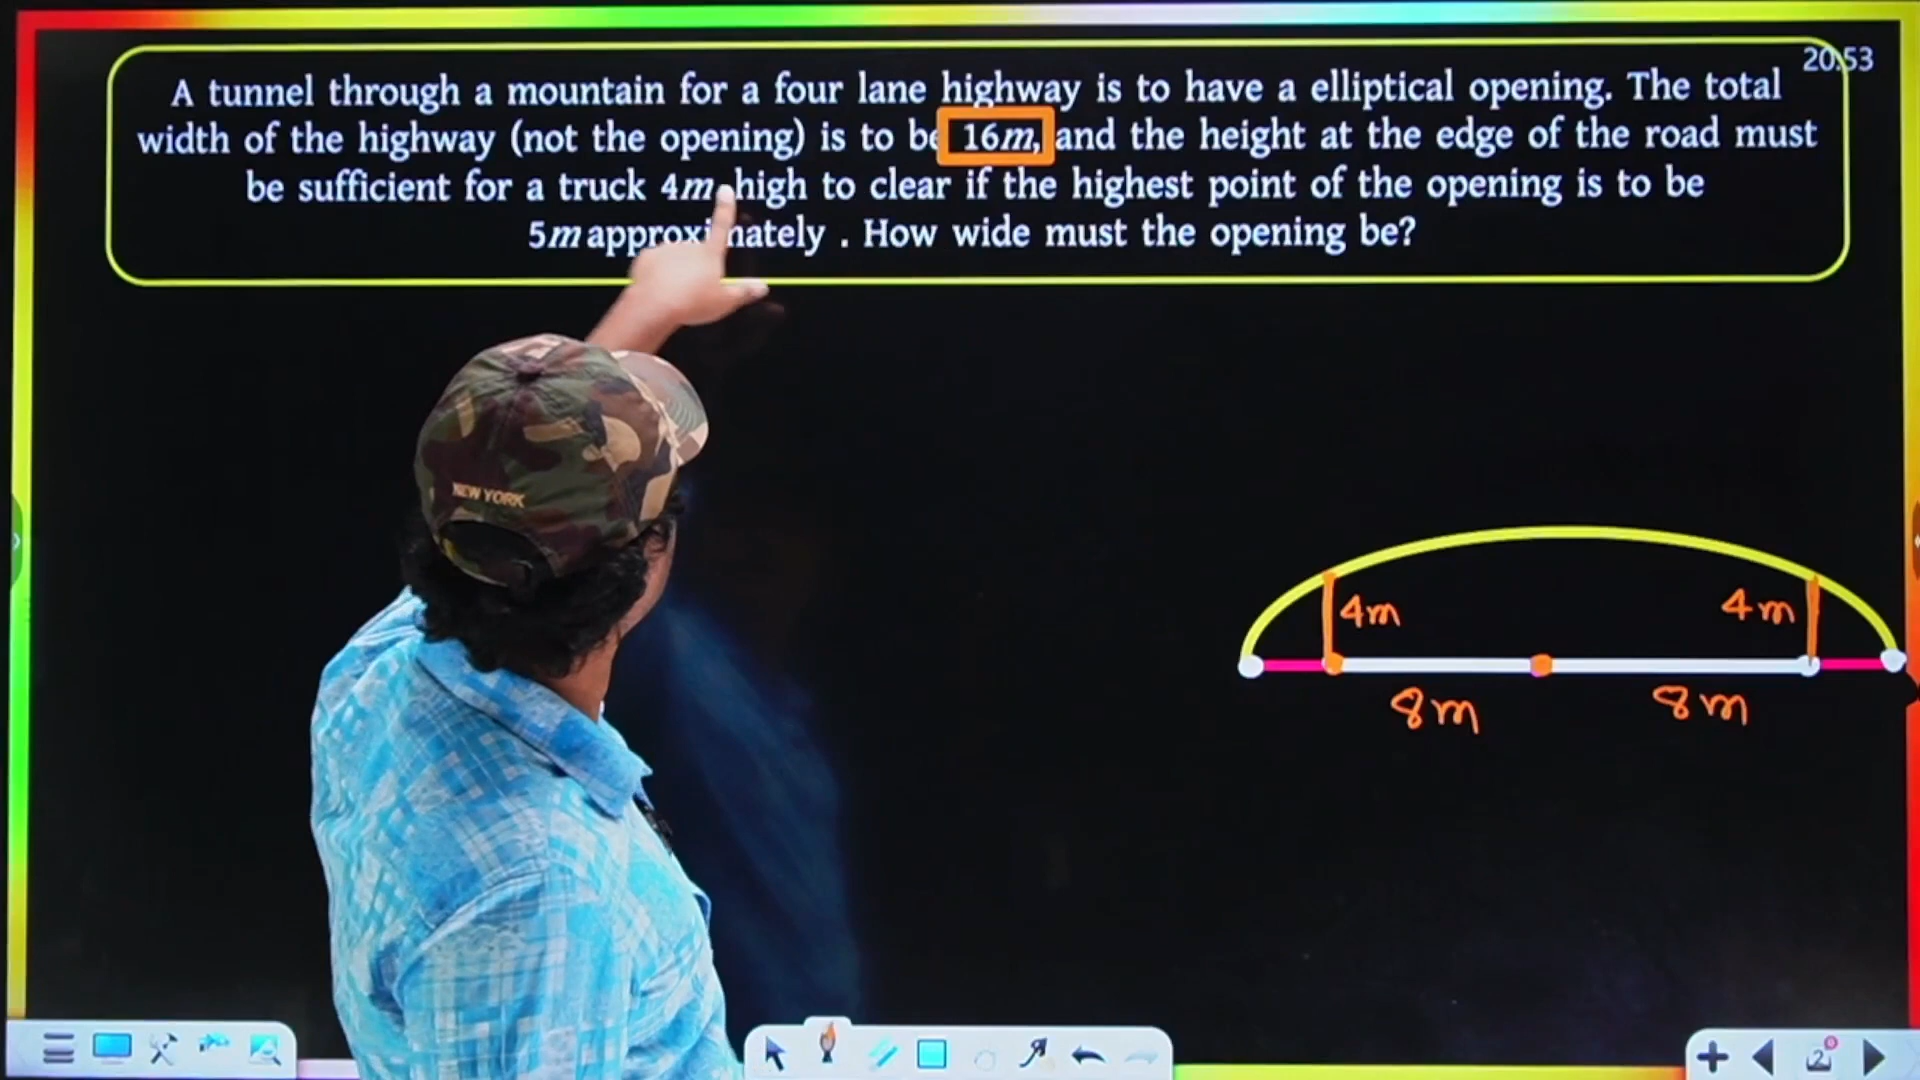 20:53
A tunnel through a mountain for a four lane highway is to have a elliptical opening. The total
width of the highway (not the opening) is to be 16m, and the height at the edge of the road must
be sufficient for a truck 4m high to clear if the highest point of the opening is to be
5m approximately . How wide must the opening be?
NEW YORK
4m 4m
8m 8m
2